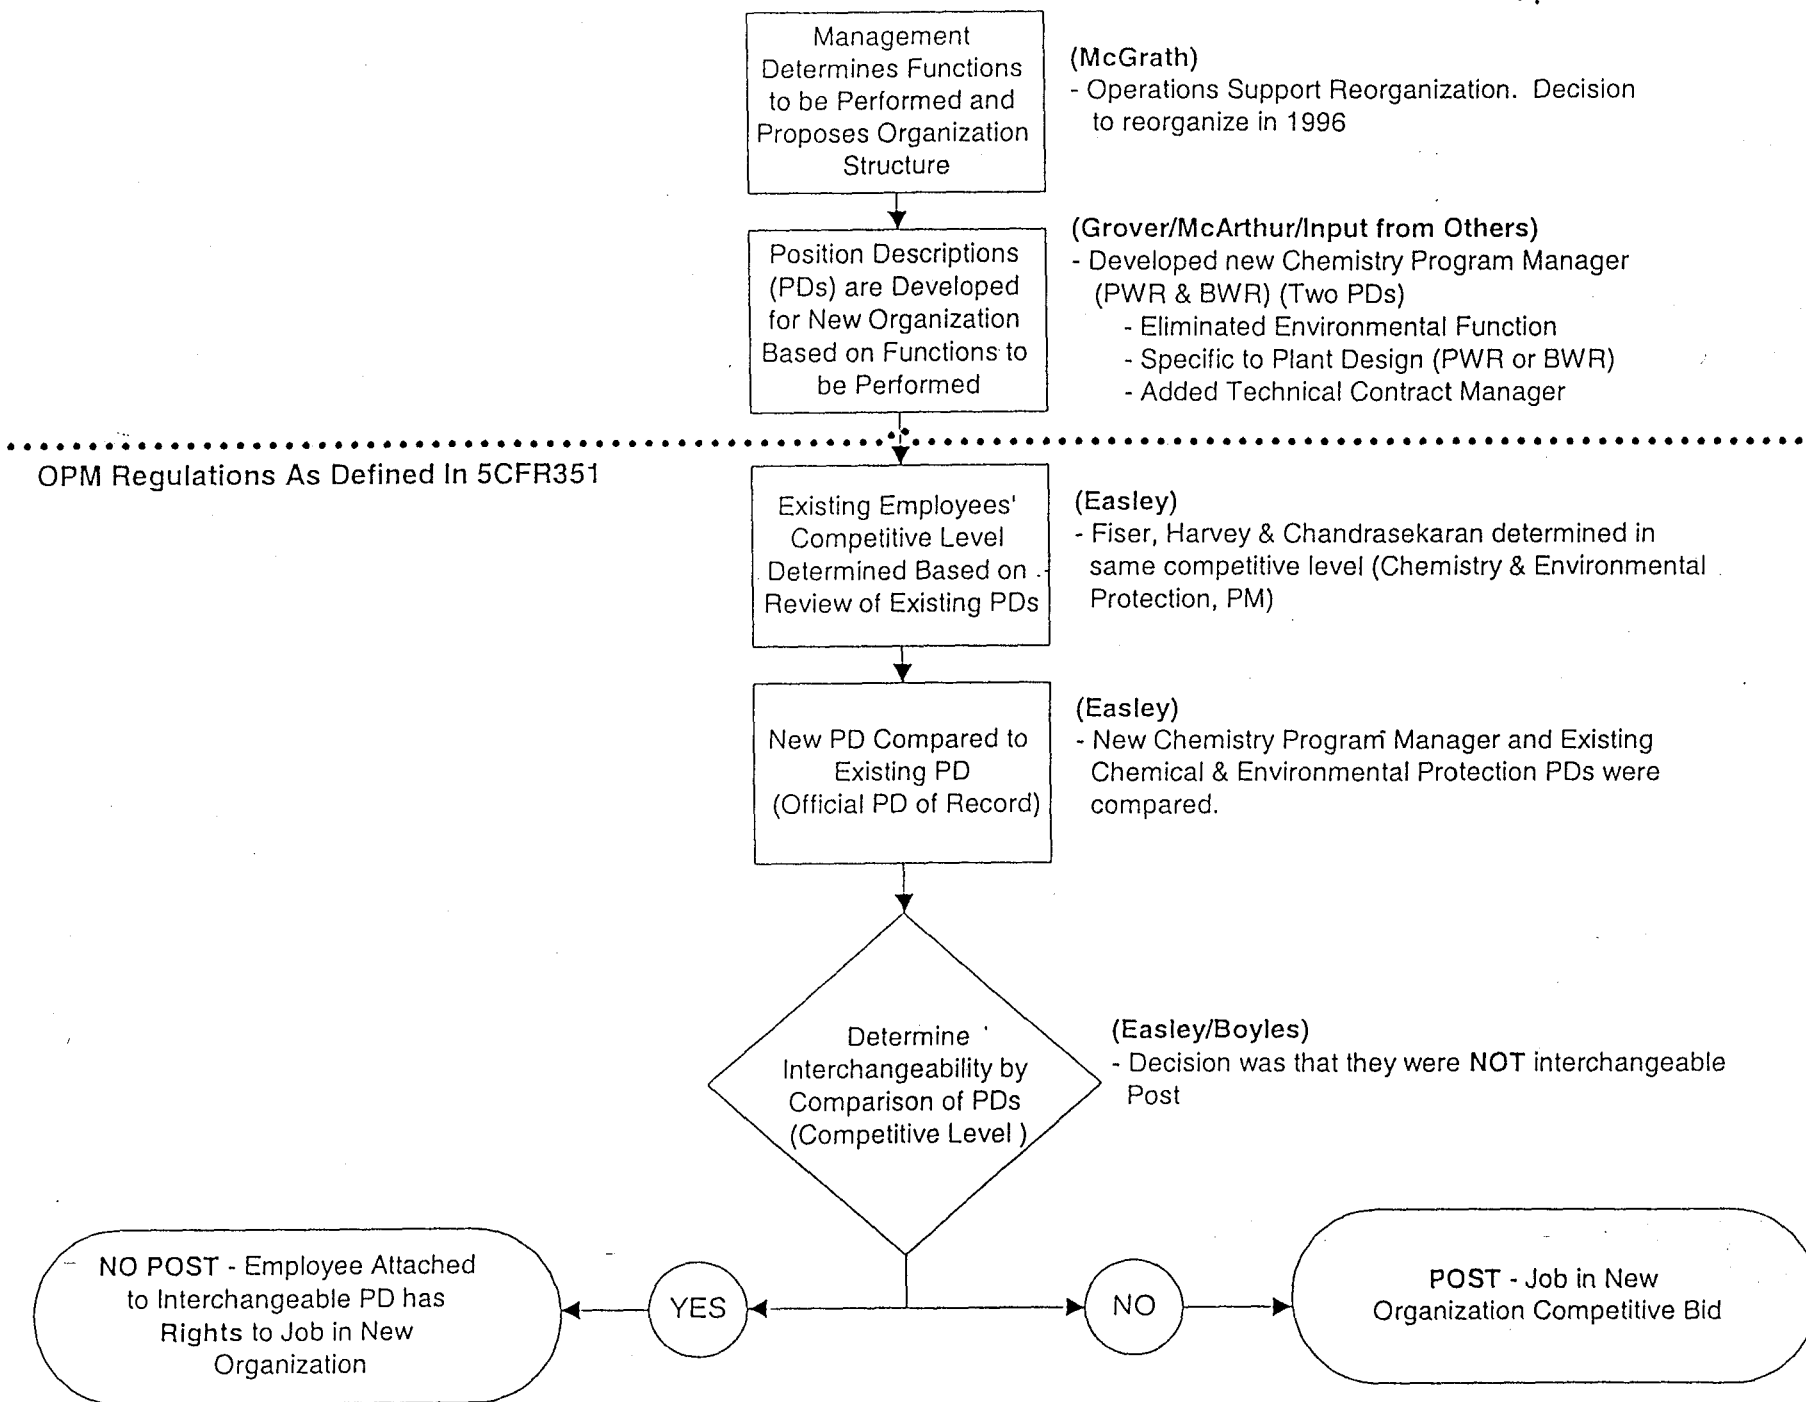 Management
Determines Functions
to be Performed and
Proposes Organization
Structure
(McGrath)
- Operations Support Reorganization. Decision
to reorganize in 1996
Position Descriptions
(PDs) are Developed
for New Organization
Based on Functions to
be Performed
(Grover/McArthur/Input from Others)
- Developed new Chemistry Program Manager
(PWR & BWR) (Two PDs)
- Eliminated Environmental Function
- Specific to Plant Design (PWR or BWR)
- Added Technical Contract Manager
OPM Regulations As Defined In 5CFR351
Existing Employees'
Competitive Level
Determined Based on
Review of Existing PDs
(Easley)
- Fiser, Harvey & Chandrasekaran determined in
same competitive level (Chemistry & Environmental
Protection, PM)
New PD Compared to
Existing PD
(Official PD of Record)
(Easley)
- New Chemistry Program Manager and Existing
Chemical & Environmental Protection PDs were
compared.
Determine
Interchangeability by
Comparison of PDs
(Competitive Level )
(Easley/Boyles)
- Decision was that they were NOT interchangeable
Post
NO POST - Employee Attached
to Interchangeable PD has
Rights to Job in New
Organization
YES
NO
POST - Job in New
Organization Competitive Bid